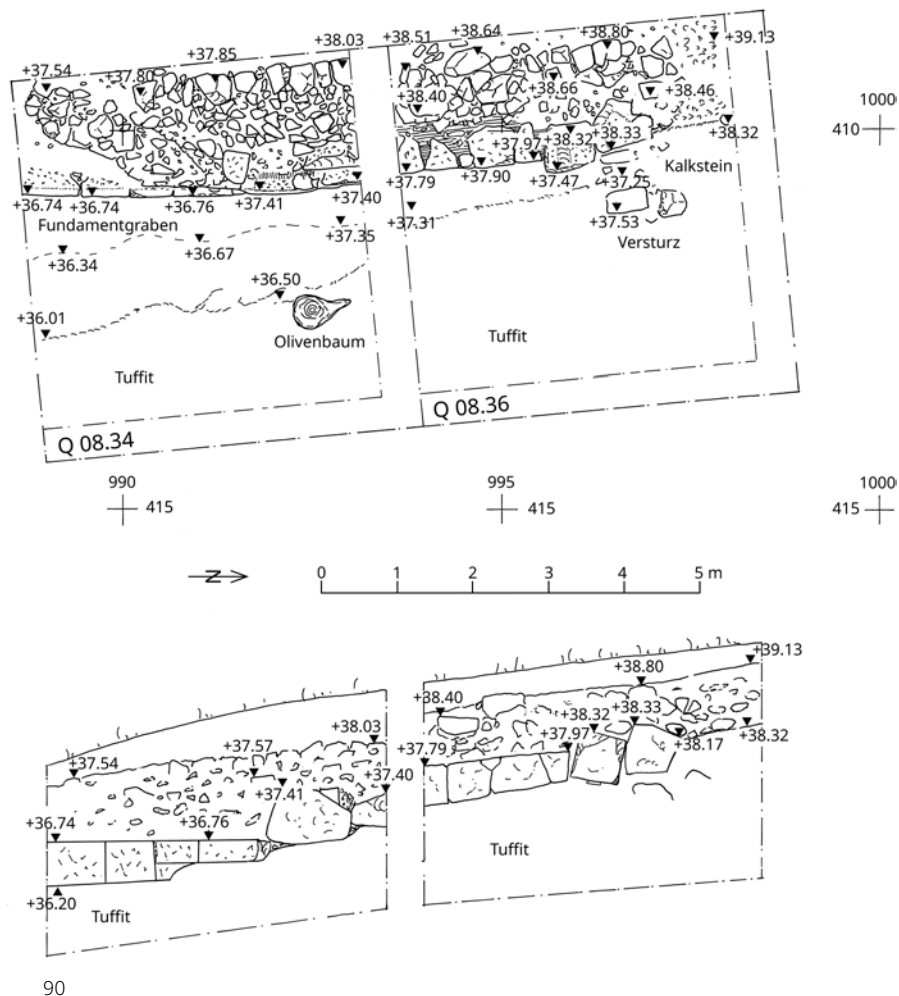 +37.54 +37.80 +37.85 +38.03 +38.51 +38.64 +38.80 +39.13
+38.40 +38.66 +38.46
1000
410
+37.97 +38.32 +38.33 +38.32
Kalkstein
+36.74 +36.74 +36.76 +37.41 +37.40 +37.79 +37.90 +37.47 +37.75
Fundamentgraben +37.35 +37.31 +37.53
Versturz
+36.34 +36.67
+36.50
+36.01
Olivenbaum Tuffit
Tuffit
Q 08.34 Q 08.36
990 995 1000
415 415 415
N 0 1 2 3 4 5 m
+38.03 +38.40 +38.80 +39.13
+37.54 +37.57 +37.79 +37.97 +38.32 +38.33 +38.17 +38.32
+37.41 +37.40
+36.74 +36.76
Tuffit
+36.20 Tuffit
90